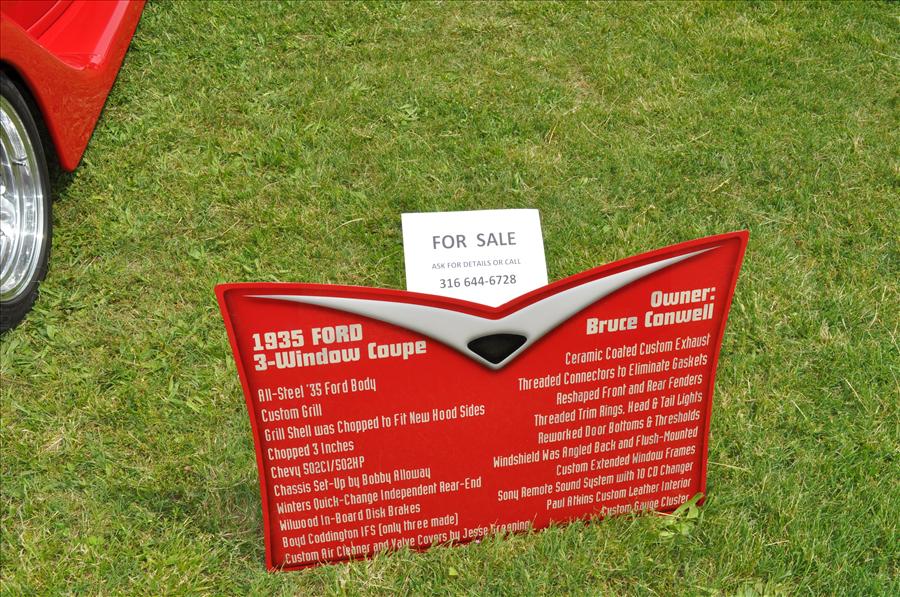 FOR SALE
ASK FOR DETAILS OR CALL
316 644-6728
1935 FORD
3-Window Coupe
All-Steel '35 Ford Body
Custom Grill
Grill Shell was Chopped to Fit New Hood Sides
Chopped 3 Inches
Chevy 502CI/502HP
Chassis Set-Up by Bobby Alloway
Winters Quick-Change Independent Rear-End
Wilwood In-Board Disk Brakes
Boyd Coddington IFS (only three made)
Custom Air Cleaner and Valve Covers by Jesse Greening
Owner:
Bruce Conwell
Ceramic Coated Custom Exhaust
Threaded Connectors to Eliminate Gaskets
Reshaped Front and Rear Fenders
Threaded Trim Rings, Head & Tail Lights
Reworked Door Bottoms & Thresholds
Windshield Was Angled Back and Flush-Mounted
Custom Extended Window Frames
Sony Remote Sound System with 10 CD Changer
Paul Atkins Custom Leather Interior
Custom Gauge Cluster